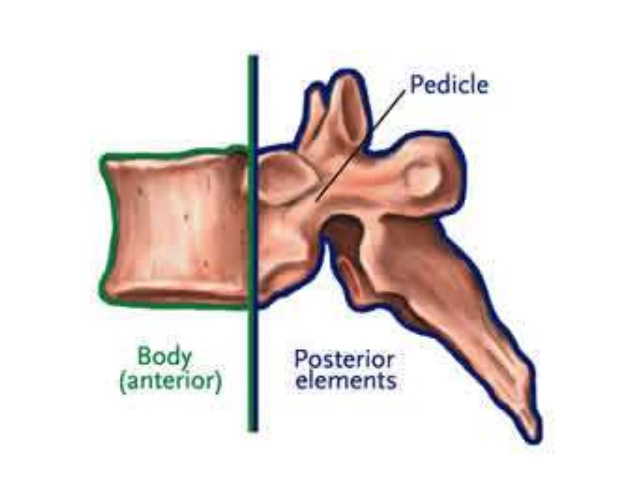 Pedicle
Body
(anterior)
Posterior
elements